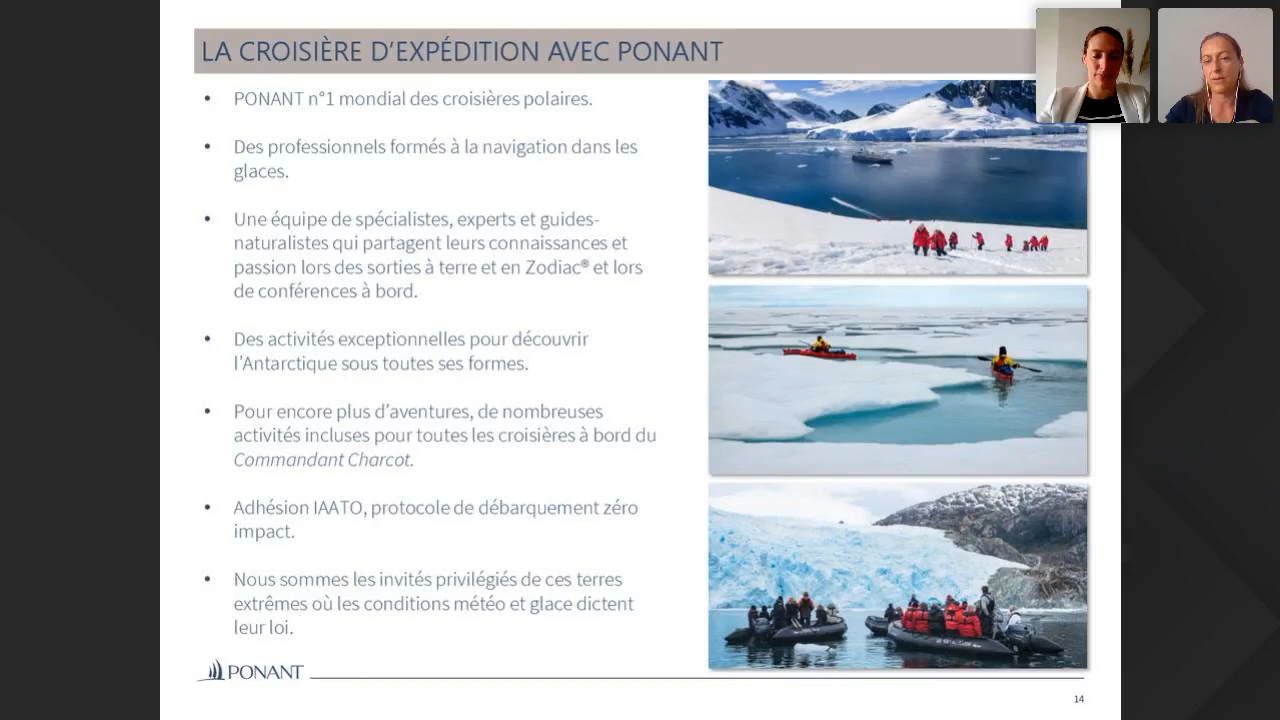 LA CROISIÈRE D'EXPÉDITION AVEC PONANT
• PONANT n°1 mondial des croisières polaires.
• Des professionnels formés à la navigation dans les
glaces.
• Une équipe de spécialistes, experts et guides-
naturalistes qui partagent leurs connaissances et
passion lors des sorties à terre et en Zodiac® et lors
de conférences à bord.
• Des activités exceptionnelles pour découvrir
l'Antarctique sous toutes ses formes.
• Pour encore plus d'aventures, de nombreuses
activités incluses pour toutes les croisières à bord du
Commandant Charcot.
• Adhésion IAATO, protocole de débarquement zéro
impact.
• Nous sommes les invités privilégiés de ces terres
extrêmes où les conditions météo et glace dictent
leur loi.
PONANT
14